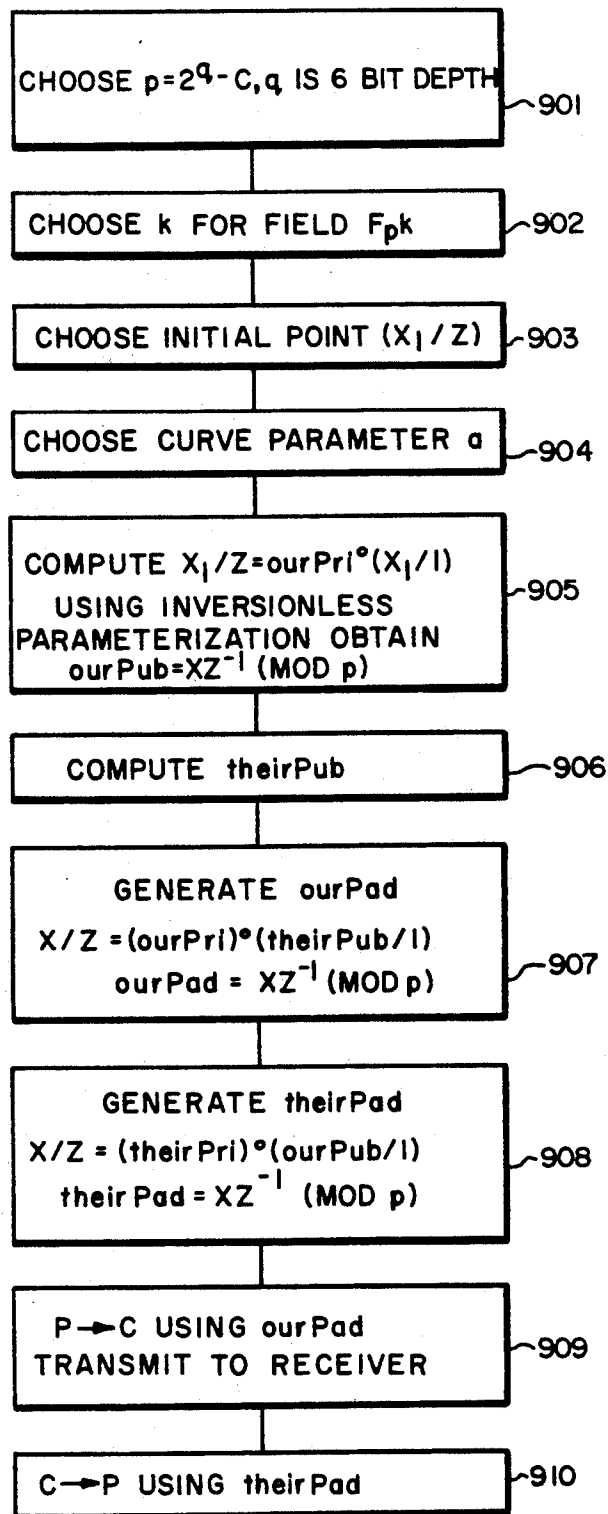 CHOOSE p=2^q-C, q IS 6 BIT DEPTH
901
CHOOSE k FOR FIELD F_pk
902
CHOOSE INITIAL POINT (X₁/Z)
903
CHOOSE CURVE PARAMETER a
904
COMPUTE X₁/Z=ourPri°(X₁/1)
USING INVERSIONLESS
PARAMETERIZATION OBTAIN
ourPub=XZ⁻¹ (MOD p)
905
COMPUTE theirPub
906
GENERATE ourPad
X/Z = (ourPri)°(theirPub/1)
ourPad = XZ⁻¹ (MOD p)
907
GENERATE theirPad
X/Z = (theirPri)°(ourPub/1)
theirPad = XZ⁻¹ (MOD p)
908
P→C USING ourPad
TRANSMIT TO RECEIVER
909
C→P USING theirPad
910